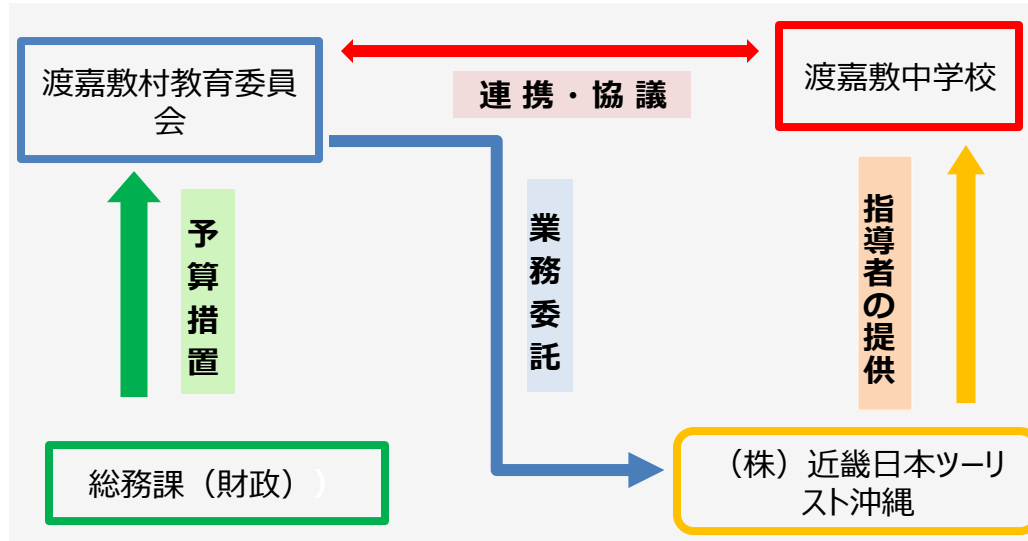 渡嘉敷村教育委員
会
連携・協議
渡嘉敷中学校
予算措置
業務委託
指導者の提供
総務課（財政））
（株）近畿日本ツーリ
スト沖縄